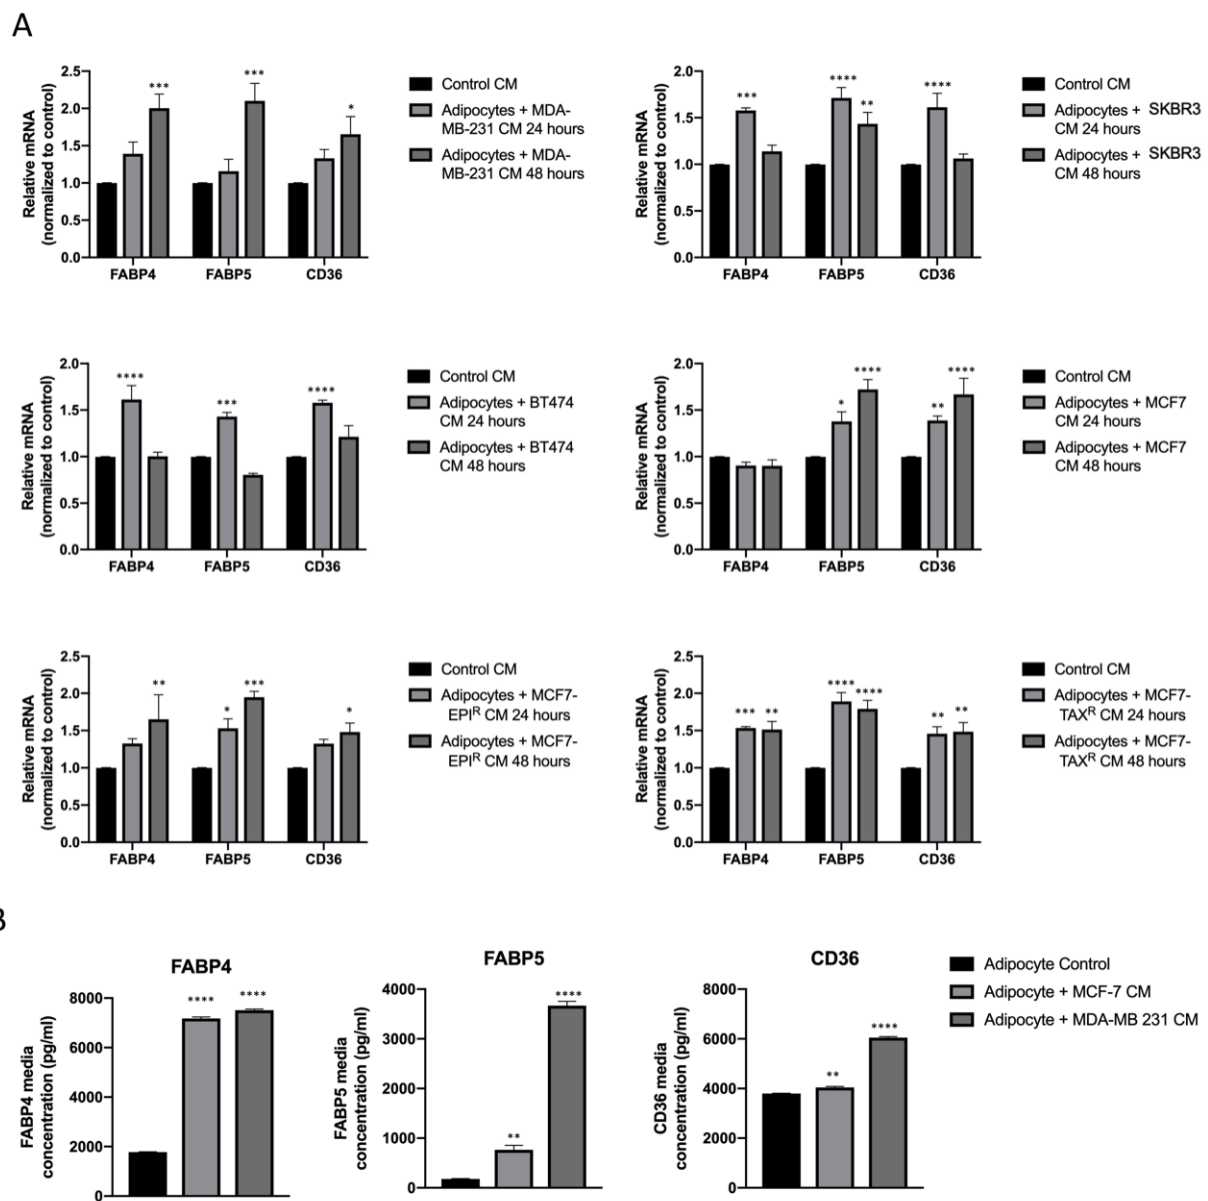 A
Relative mRNA
(normalized to control)
2.5
2.0
1.5
1.0
0.5
0.0
***
***
*
FABP4
FABP5
CD36
Control CM
Adipocytes + MDA-
MB-231 CM 24 hours
Adipocytes + MDA-
MB-231 CM 48 hours
Relative mRNA
(normalized to control)
2.0
1.5
1.0
0.5
0.0
***
****
**
****
FABP4
FABP5
CD36
Control CM
Adipocytes + SKBR3
CM 24 hours
Adipocytes + SKBR3
CM 48 hours
Relative mRNA
(normalized to control)
2.0
1.5
1.0
0.5
0.0
****
***
****
FABP4
FABP5
CD36
Control CM
Adipocytes + BT474
CM 24 hours
Adipocytes + BT474
CM 48 hours
Relative mRNA
(normalized to control)
2.0
1.5
1.0
0.5
0.0
*
****
**
****
FABP4
FABP5
CD36
Control CM
Adipocytes + MCF7
CM 24 hours
Adipocytes + MCF7
CM 48 hours
Relative mRNA
(normalized to control)
2.5
2.0
1.5
1.0
0.5
0.0
**
*
***
*
FABP4
FABP5
CD36
Control CM
Adipocytes + MCF7-
EPIᴿ CM 24 hours
Adipocytes + MCF7-
EPIᴿ CM 48 hours
Relative mRNA
(normalized to control)
2.5
2.0
1.5
1.0
0.5
0.0
***
**
****
****
**
**
FABP4
FABP5
CD36
Control CM
Adipocytes + MCF7-
TAXᴿ CM 24 hours
Adipocytes + MCF7-
TAXᴿ CM 48 hours
B
FABP4
FABP4 media
concentration (pg/ml)
8000
6000
4000
2000
0
****
****
FABP5
FABP5 media
concentration (pg/ml)
4000
3000
2000
1000
0
**
****
CD36
CD36 media
concentration (pg/ml)
8000
6000
4000
2000
0
**
****
Adipocyte Control
Adipocyte + MCF-7 CM
Adipocyte + MDA-MB 231 CM